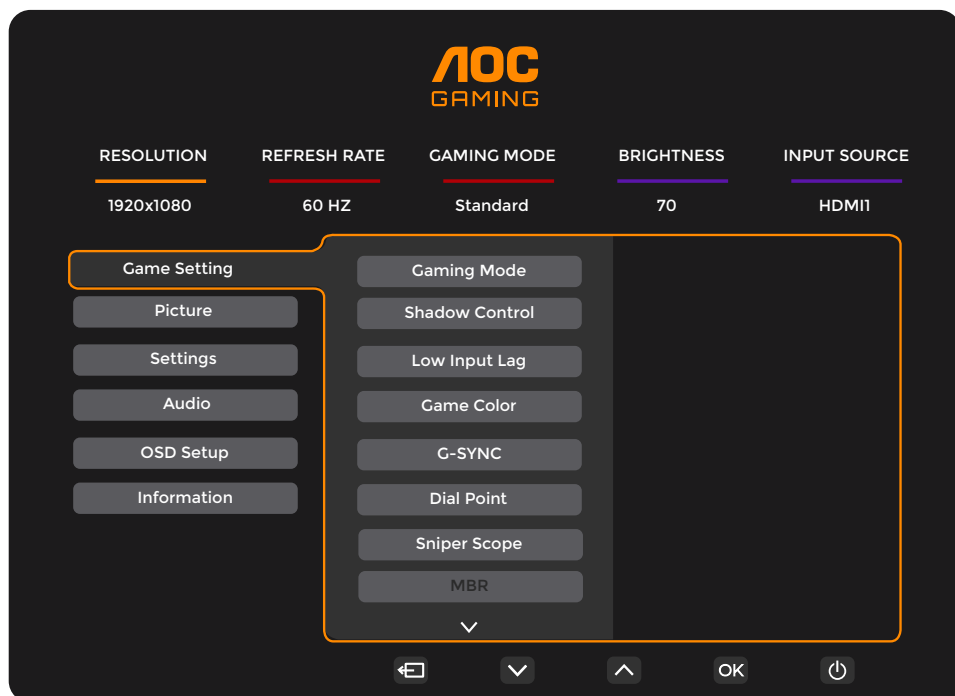 AOC
GAMING
RESOLUTION REFRESH RATE GAMING MODE BRIGHTNESS INPUT SOURCE
1920x1080 60 HZ Standard 70 HDMI1
Game Setting
Picture
Settings
Audio
OSD Setup
Information
Gaming Mode
Shadow Control
Low Input Lag
Game Color
G-SYNC
Dial Point
Sniper Scope
MBR
OK